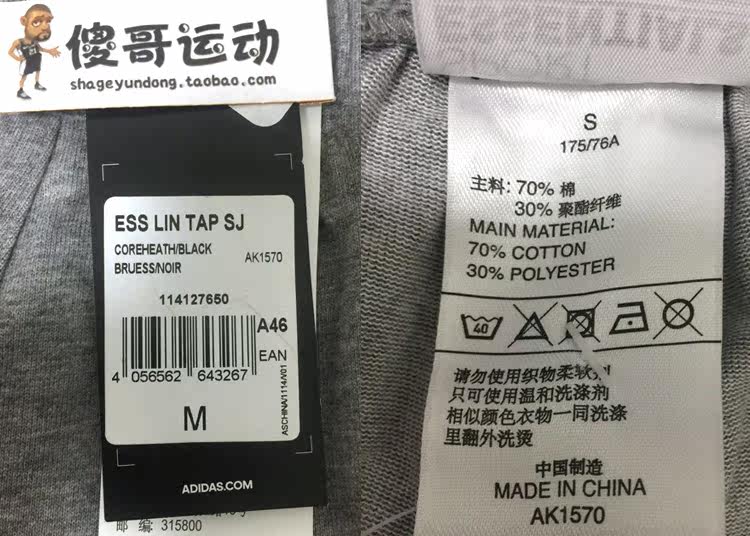 傻哥运动
shageyundong.taobao.com
ESS LIN TAP SJ
COREHEATH/BLACK
BRUESS/NOIR
AK1570
114127650
A46
EAN
4 056562 643267
ASCHINA/1114/V01
M
ADIDAS.COM
邮 编: 315800
S
175/76A
主料: 70% 棉
30% 聚酯纤维
MAIN MATERIAL:
70% COTTON
30% POLYESTER
40
请勿使用织物柔软剂
只可使用温和洗涤剂
相似颜色衣物一同洗涤
里翻外洗烫
中国制造
MADE IN CHINA
AK1570